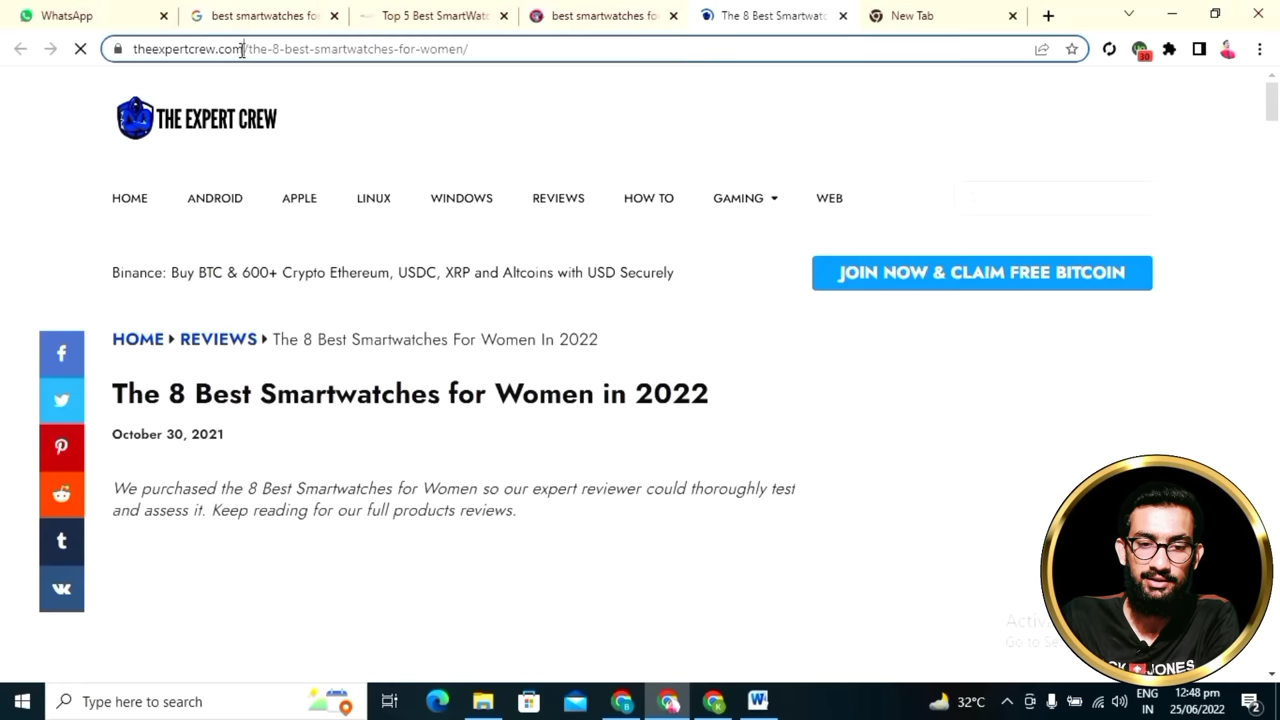 WhatsApp
best smartwatches fo
Top 5 Best SmartWatc
best smartwatches fo
The 8 Best Smartwatc
New Tab
theexpertcrew.com/the-8-best-smartwatches-for-women/
30
THE EXPERT CREW
HOME ANDROID APPLE LINUX WINDOWS REVIEWS HOW TO GAMING WEB
Binance: Buy BTC & 600+ Crypto Ethereum, USDC, XRP and Altcoins with USD Securely
JOIN NOW & CLAIM FREE BITCOIN
HOME REVIEWS The 8 Best Smartwatches For Women In 2022
The 8 Best Smartwatches for Women in 2022
October 30, 2021
We purchased the 8 Best Smartwatches for Women so our expert reviewer could thoroughly test
and assess it. Keep reading for our full products reviews.
Go to Se
JONES
Type here to search
32°C
ENG
IN
12:48 pm
25/06/2022
2